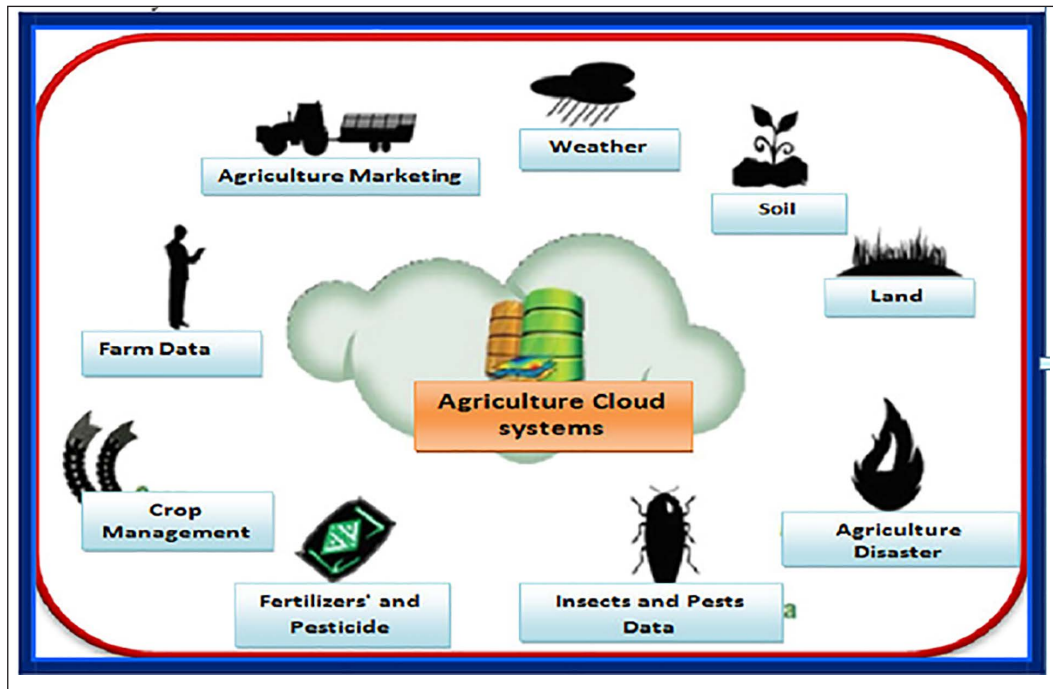 Weather
Agriculture Marketing
Soil
Land
Farm Data
Agriculture Cloud
systems
Crop
Management
Agriculture
Disaster
Fertilizers' and
Pesticide
Insects and Pests
Data
a